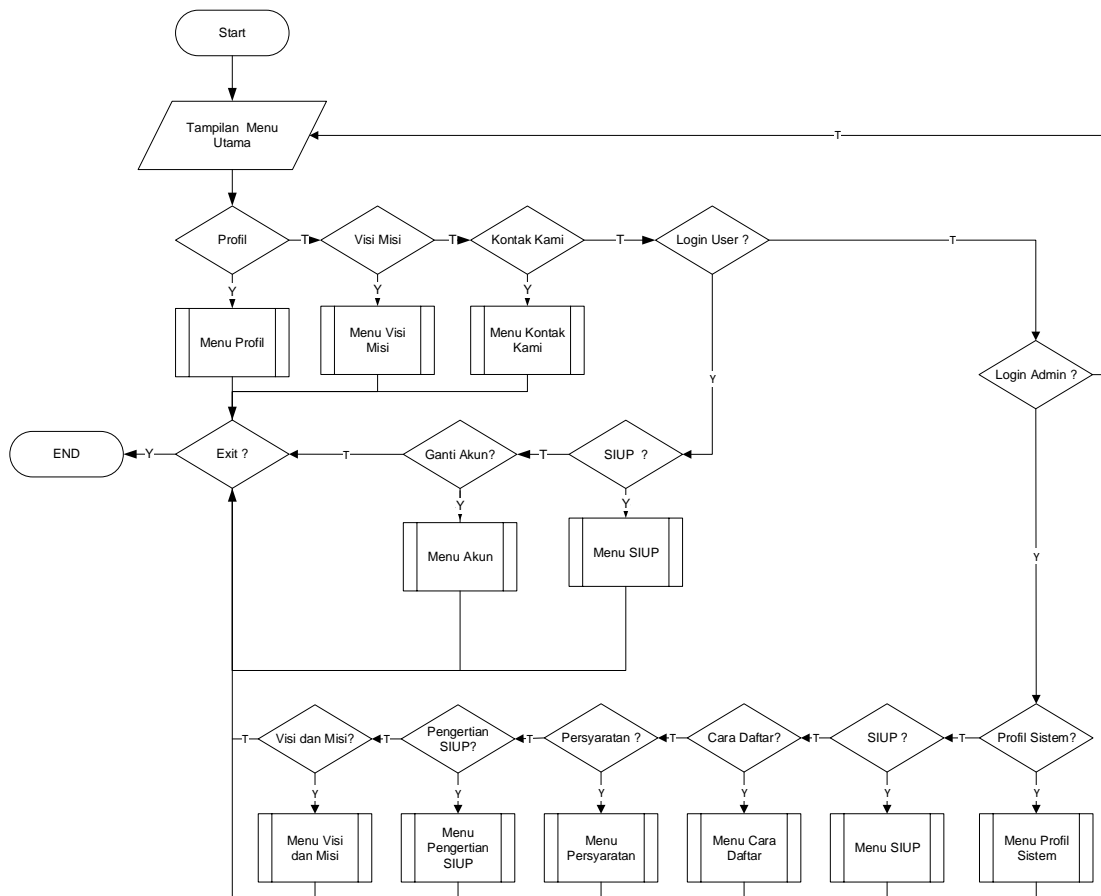 Start
Tampilan Menu
Utama
T
Profil
T
Visi Misi
T
Kontak Kami
T
Login User ?
T
Y
Y
Y
Menu Profil
Menu Visi
Misi
Menu Kontak
Kami
Y
Login Admin ?
END
Y
Exit ?
T
Ganti Akun?
T
SIUP ?
Y
Y
Menu Akun
Menu SIUP
Y
T
Visi dan Misi?
T
Pengertian
SIUP?
T
Persyaratan ?
T
Cara Daftar?
T
SIUP ?
T
Profil Sistem?
Y
Y
Y
Y
Y
Y
Menu Visi
dan Misi
Menu
Pengertian
SIUP
Menu
Persyaratan
Menu Cara
Daftar
Menu SIUP
Menu Profil
Sistem